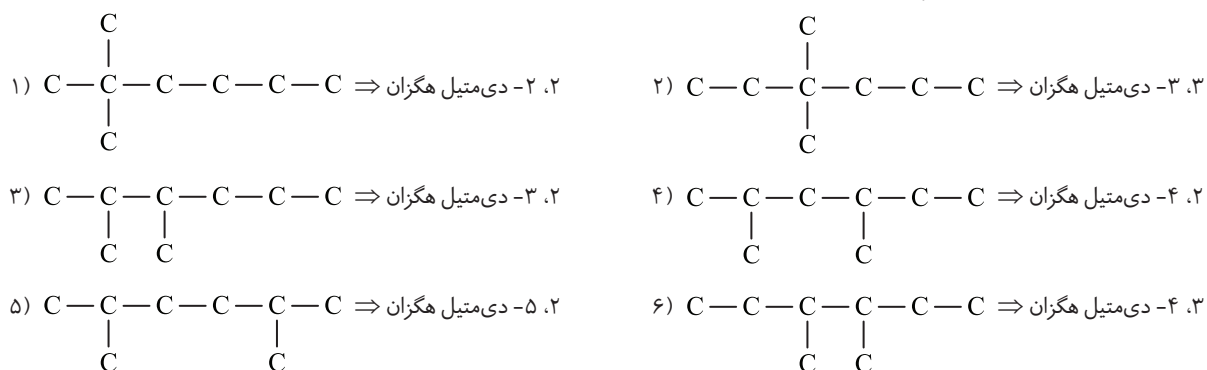 ۱) C — C — C — C — C — C ⇒ ۲، ۲- دی‌متیل هگزان
C
C
۲) C — C — C — C — C — C ⇒ ۳، ۳- دی‌متیل هگزان
C
C
۳) C — C — C — C — C — C ⇒ ۲، ۳- دی‌متیل هگزان
C C
۴) C — C — C — C — C — C ⇒ ۲، ۴- دی‌متیل هگزان
C C
۵) C — C — C — C — C — C ⇒ ۲، ۵- دی‌متیل هگزان
C C
۶) C — C — C — C — C — C ⇒ ۳، ۴- دی‌متیل هگزان
C C